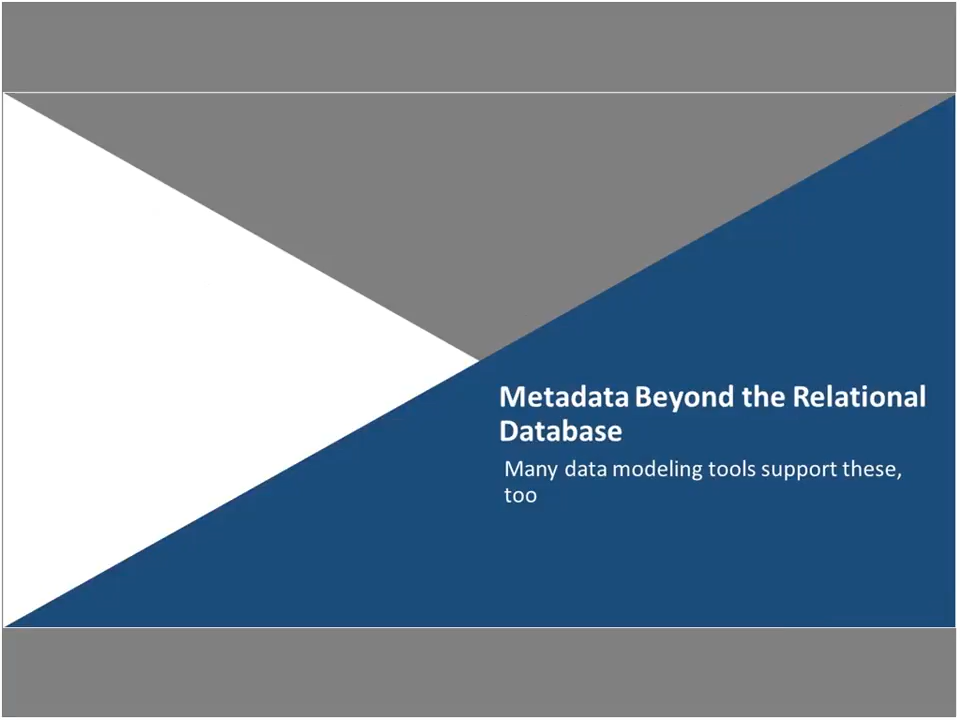 Metadata Beyond the Relational
Database
Many data modeling tools support these,
too